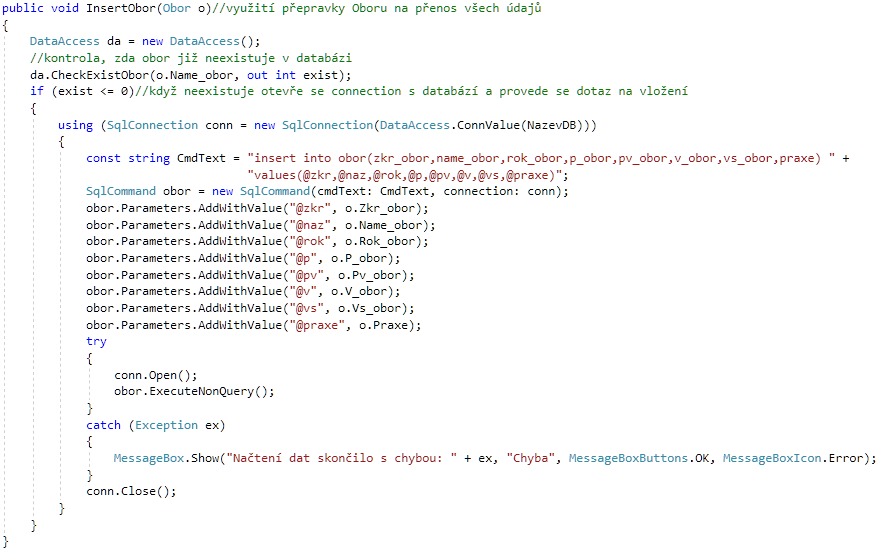 public void InsertObor(Obor o)//využití přepravky Oboru na přenos všech údajů
{
DataAccess da = new DataAccess();
//kontrola, zda obor již neexistuje v databázi
da.CheckExistObor(o.Name_obor, out int exist);
if (exist <= 0)//když neexistuje otevře se connection s databází a provede se dotaz na vložení
{
using (SqlConnection conn = new SqlConnection(DataAccess.ConnValue(NazevDB)))
{
const string CmdText = "insert into obor(zkr_obor,name_obor,rok_obor,p_obor,pv_obor,v_obor,vs_obor,praxe) " +
"values(@zkr,@naz,@rok,@p,@pv,@v,@vs,@praxe)";
SqlCommand obor = new SqlCommand(cmdText: CmdText, connection: conn);
obor.Parameters.AddWithValue("@zkr", o.Zkr_obor);
obor.Parameters.AddWithValue("@naz", o.Name_obor);
obor.Parameters.AddWithValue("@rok", o.Rok_obor);
obor.Parameters.AddWithValue("@p", o.P_obor);
obor.Parameters.AddWithValue("@pv", o.Pv_obor);
obor.Parameters.AddWithValue("@v", o.V_obor);
obor.Parameters.AddWithValue("@vs", o.Vs_obor);
obor.Parameters.AddWithValue("@praxe", o.Praxe);
try
{
conn.Open();
obor.ExecuteNonQuery();
}
catch (Exception ex)
{
MessageBox.Show("Načtení dat skončilo s chybou: " + ex, "Chyba", MessageBoxButtons.OK, MessageBoxIcon.Error);
}
conn.Close();
}
}
}